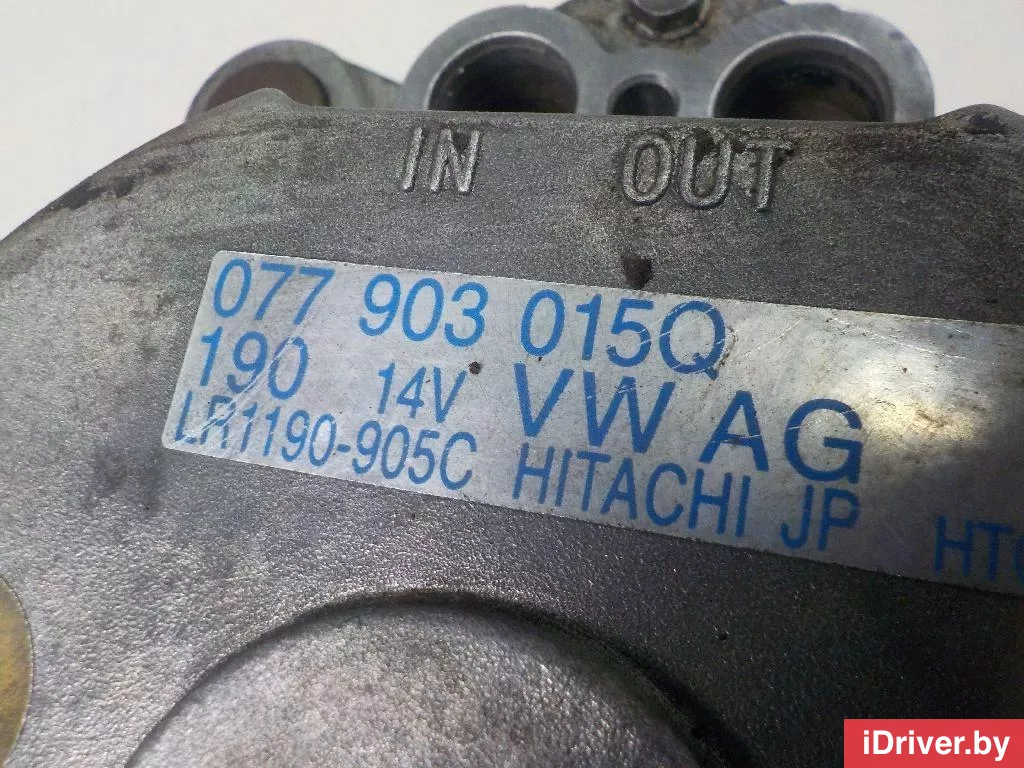 IN OUT
077 903 015Q
190 14V VW AG
LR1190-905C HITACHI JP
iDriver.by